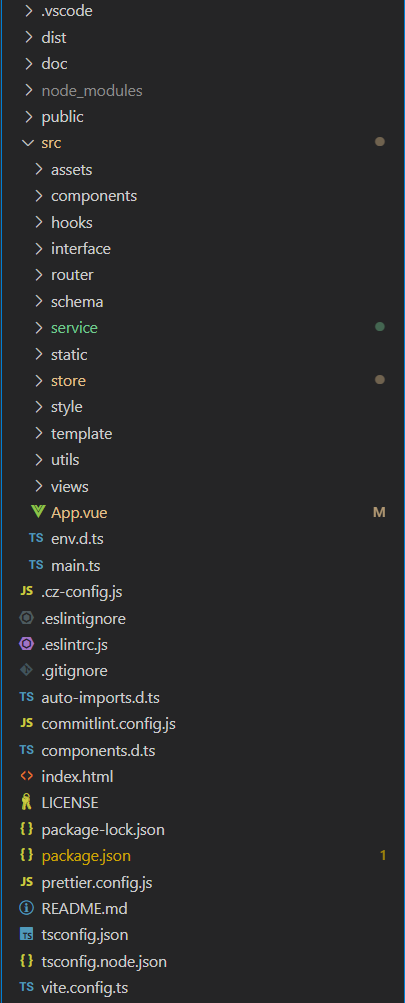 .vscode
dist
doc
node_modules
public
src
assets
components
hooks
interface
router
schema
service
static
store
style
template
utils
views
App.vue M
TS env.d.ts
TS main.ts
JS .cz-config.js
.eslintignore
.eslintrc.js
.gitignore
TS auto-imports.d.ts
JS commitlint.config.js
TS components.d.ts
<> index.html
LICENSE
{} package-lock.json
{} package.json 1
JS prettier.config.js
README.md
TS tsconfig.json
{} tsconfig.node.json
TS vite.config.ts